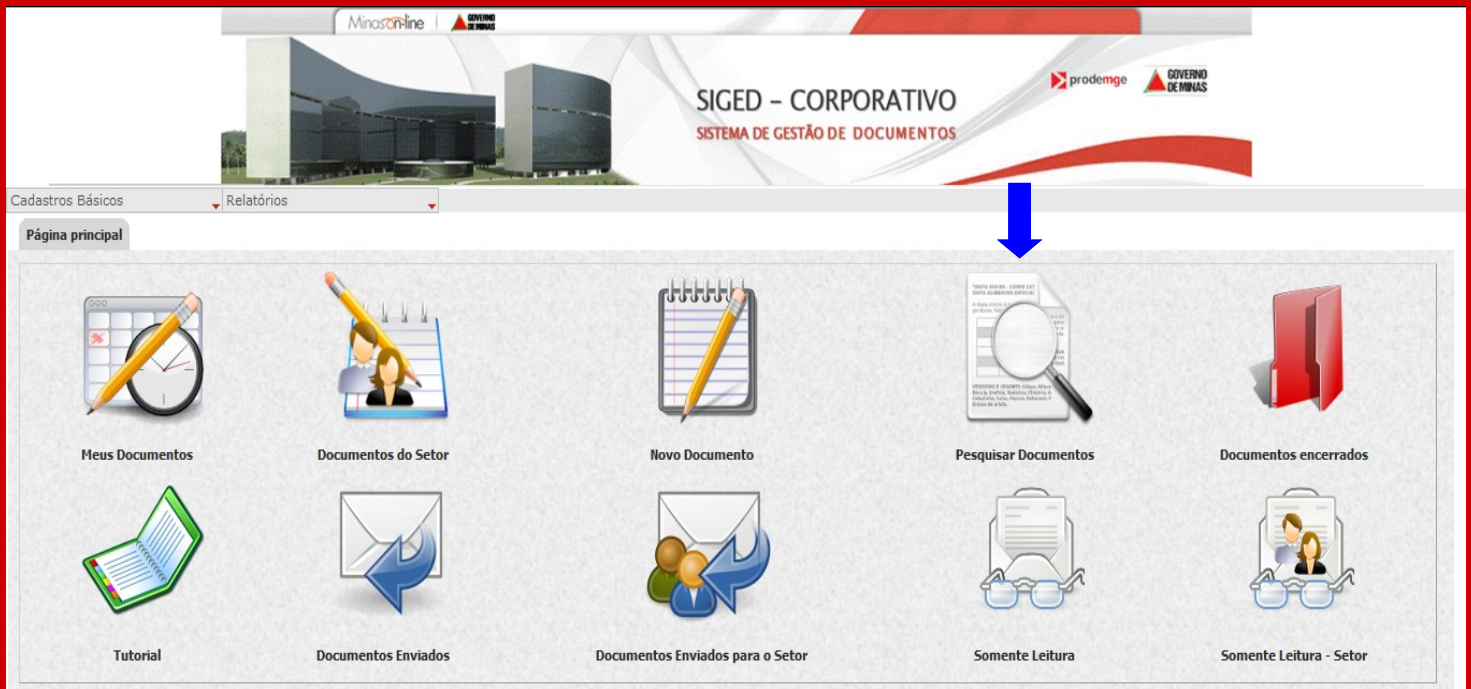 Minas on-line
GOVERNO
DE MINAS
SIGED – CORPORATIVO
SISTEMA DE GESTÃO DE DOCUMENTOS
prodemge
GOVERNO
DE MINAS
Cadastros Básicos
Relatórios
Página principal
Meus Documentos
Documentos do Setor
Novo Documento
Pesquisar Documentos
Documentos encerrados
Tutorial
Documentos Enviados
Documentos Enviados para o Setor
Somente Leitura
Somente Leitura - Setor